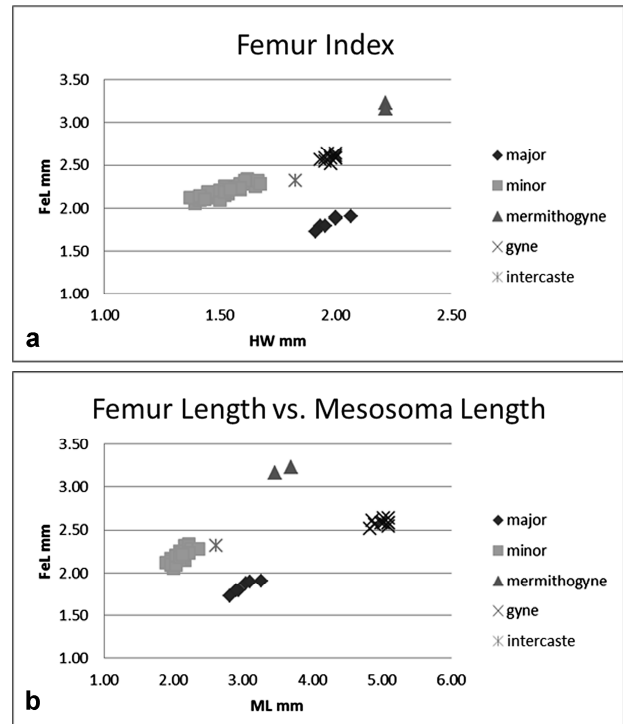 Femur Index
3.50
3.00
2.50
2.00
1.50
1.00
FeL mm
1.00 1.50 2.00 2.50
HW mm
major
minor
mermithogyne
gyne
intercaste
a
Femur Length vs. Mesosoma Length
3.50
3.00
2.50
2.00
1.50
1.00
FeL mm
1.00 2.00 3.00 4.00 5.00 6.00
ML mm
major
minor
mermithogyne
gyne
intercaste
b